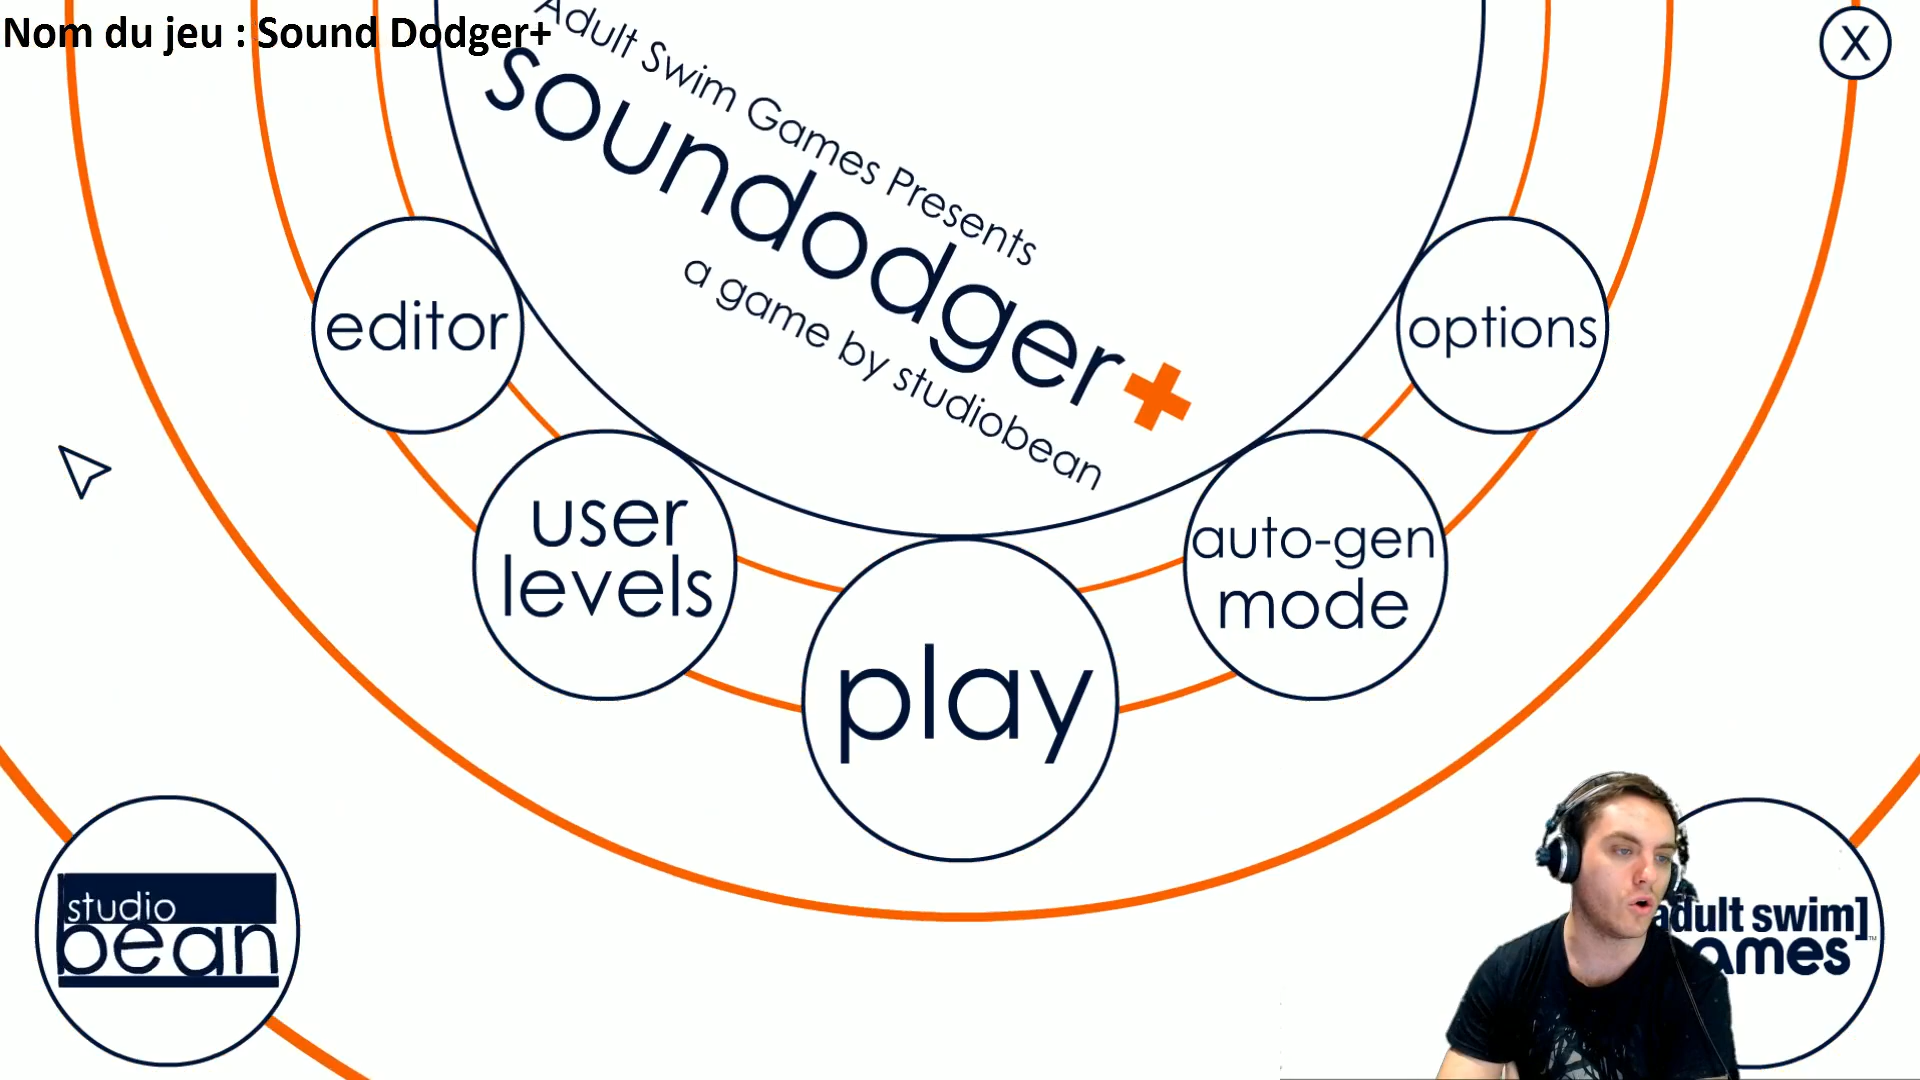 Nom du jeu : Sound Dodger+
X
Adult Swim Games Presents
soundodger+
a game by studiobean
editor
options
user
levels
auto-gen
mode
play
studio
bean
adult swim]
games™